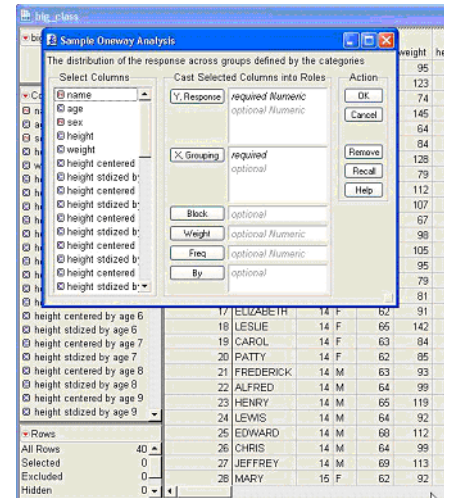 big_class
Sample Oneway Analysis
The distribution of the response across groups defined by the categories
Select Columns
Cast Selected Columns into Roles
Action
name
age
sex
height
weight
height centered
height stdized b
height centered
height stdized b
height centered
height stdized b
height centered
height stdized b
height centered
height stdized b
Y, Response
required Numeric
optional Numeric
X, Grouping
required
optional
Block
optional
Weight
optional Numeric
Freq
optional Numeric
By
optional
OK
Cancel
Remove
Recall
Help
weight
95
123
74
145
64
84
128
79
112
107
67
98
105
95
79
81
17 ELIZABETH 14 F 62 91
18 LESLIE 14 F 65 142
19 CAROL 14 F 63 84
20 PATTY 14 F 62 85
21 FREDERICK 14 M 63 93
22 ALFRED 14 M 64 99
23 HENRY 14 M 65 119
24 LEWIS 14 M 64 92
25 EDWARD 14 M 68 112
26 CHRIS 14 M 64 99
27 JEFFREY 14 M 69 113
28 MARY 15 F 62 92
height centered by age 6
height stdized by age 6
height centered by age 7
height stdized by age 7
height centered by age 8
height stdized by age 8
height centered by age 9
height stdized by age 9
Rows
All Rows 40
Selected 0
Excluded 0
Hidden 0